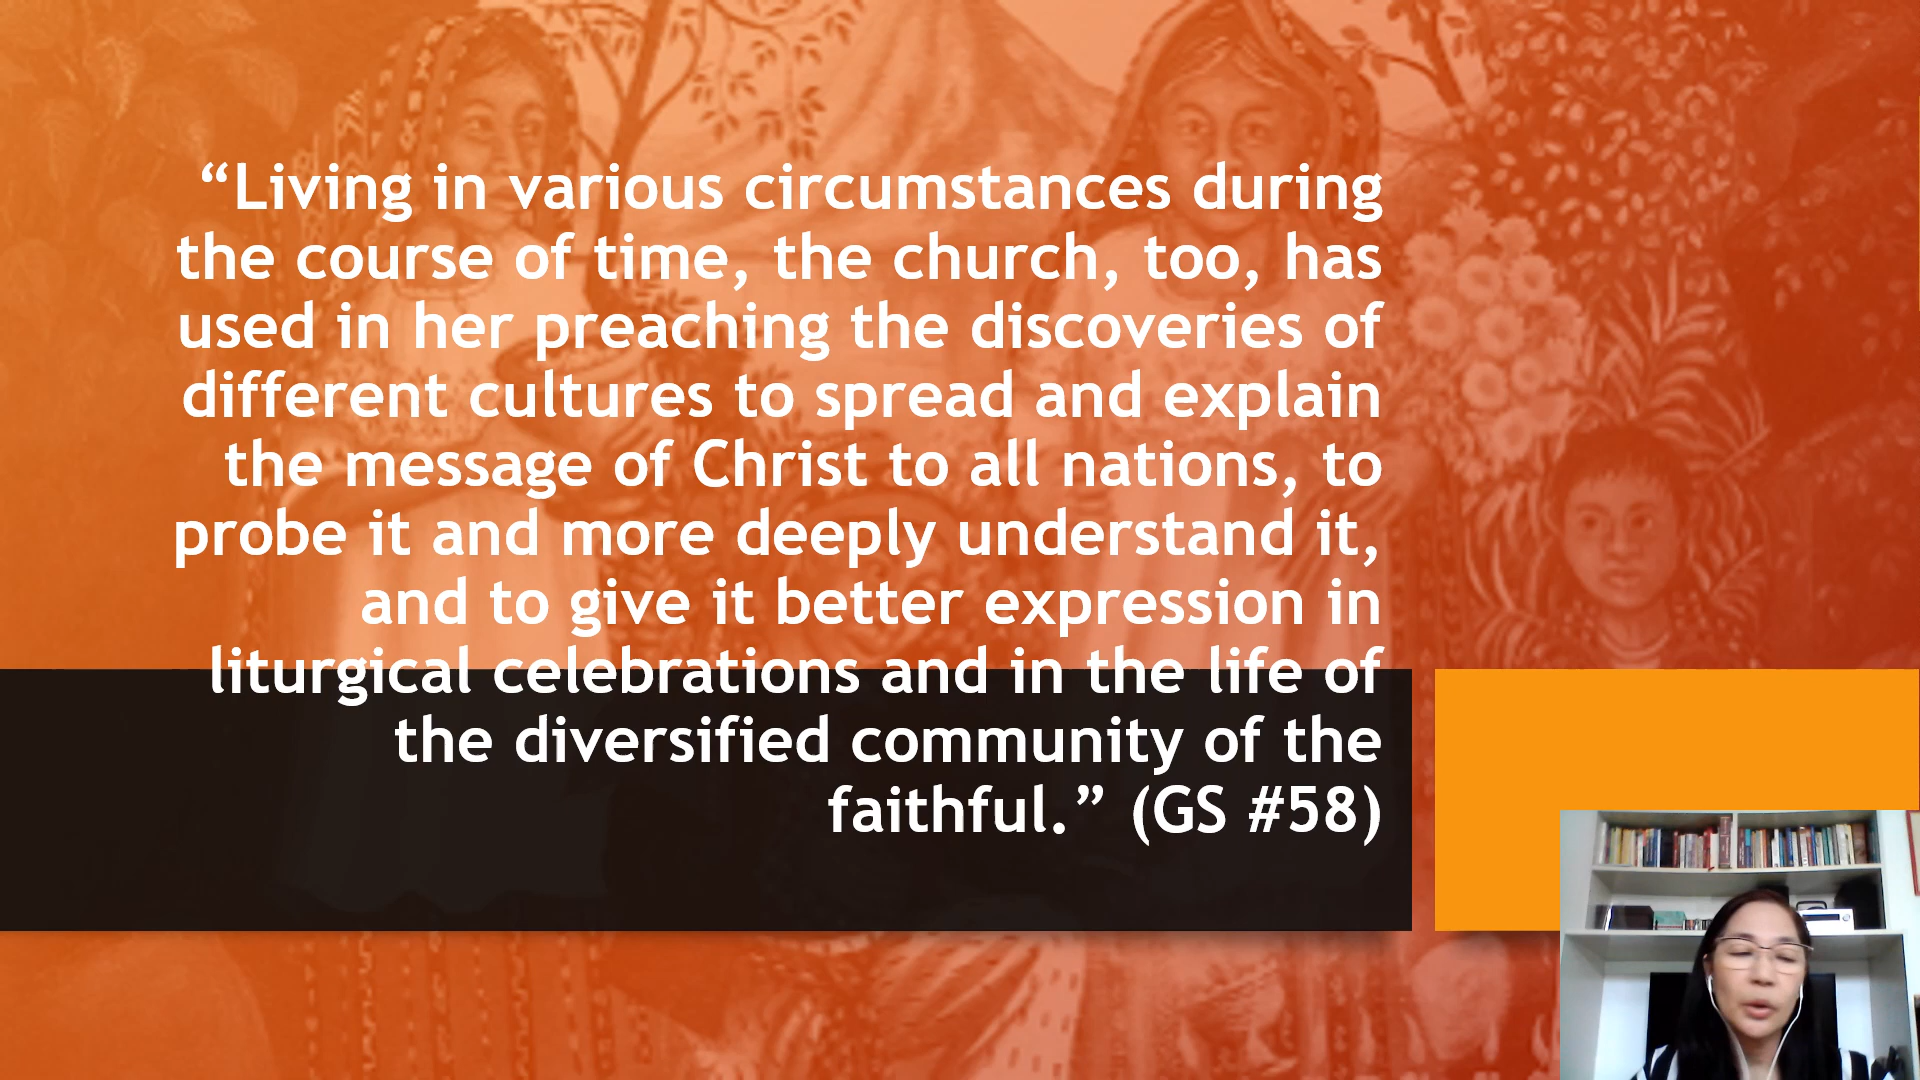 “Living in various circumstances during
the course of time, the church, too, has
used in her preaching the discoveries of
different cultures to spread and explain
the message of Christ to all nations, to
probe it and more deeply understand it,
and to give it better expression in
liturgical celebrations and in the life of
the diversified community of the
faithful.” (GS #58)